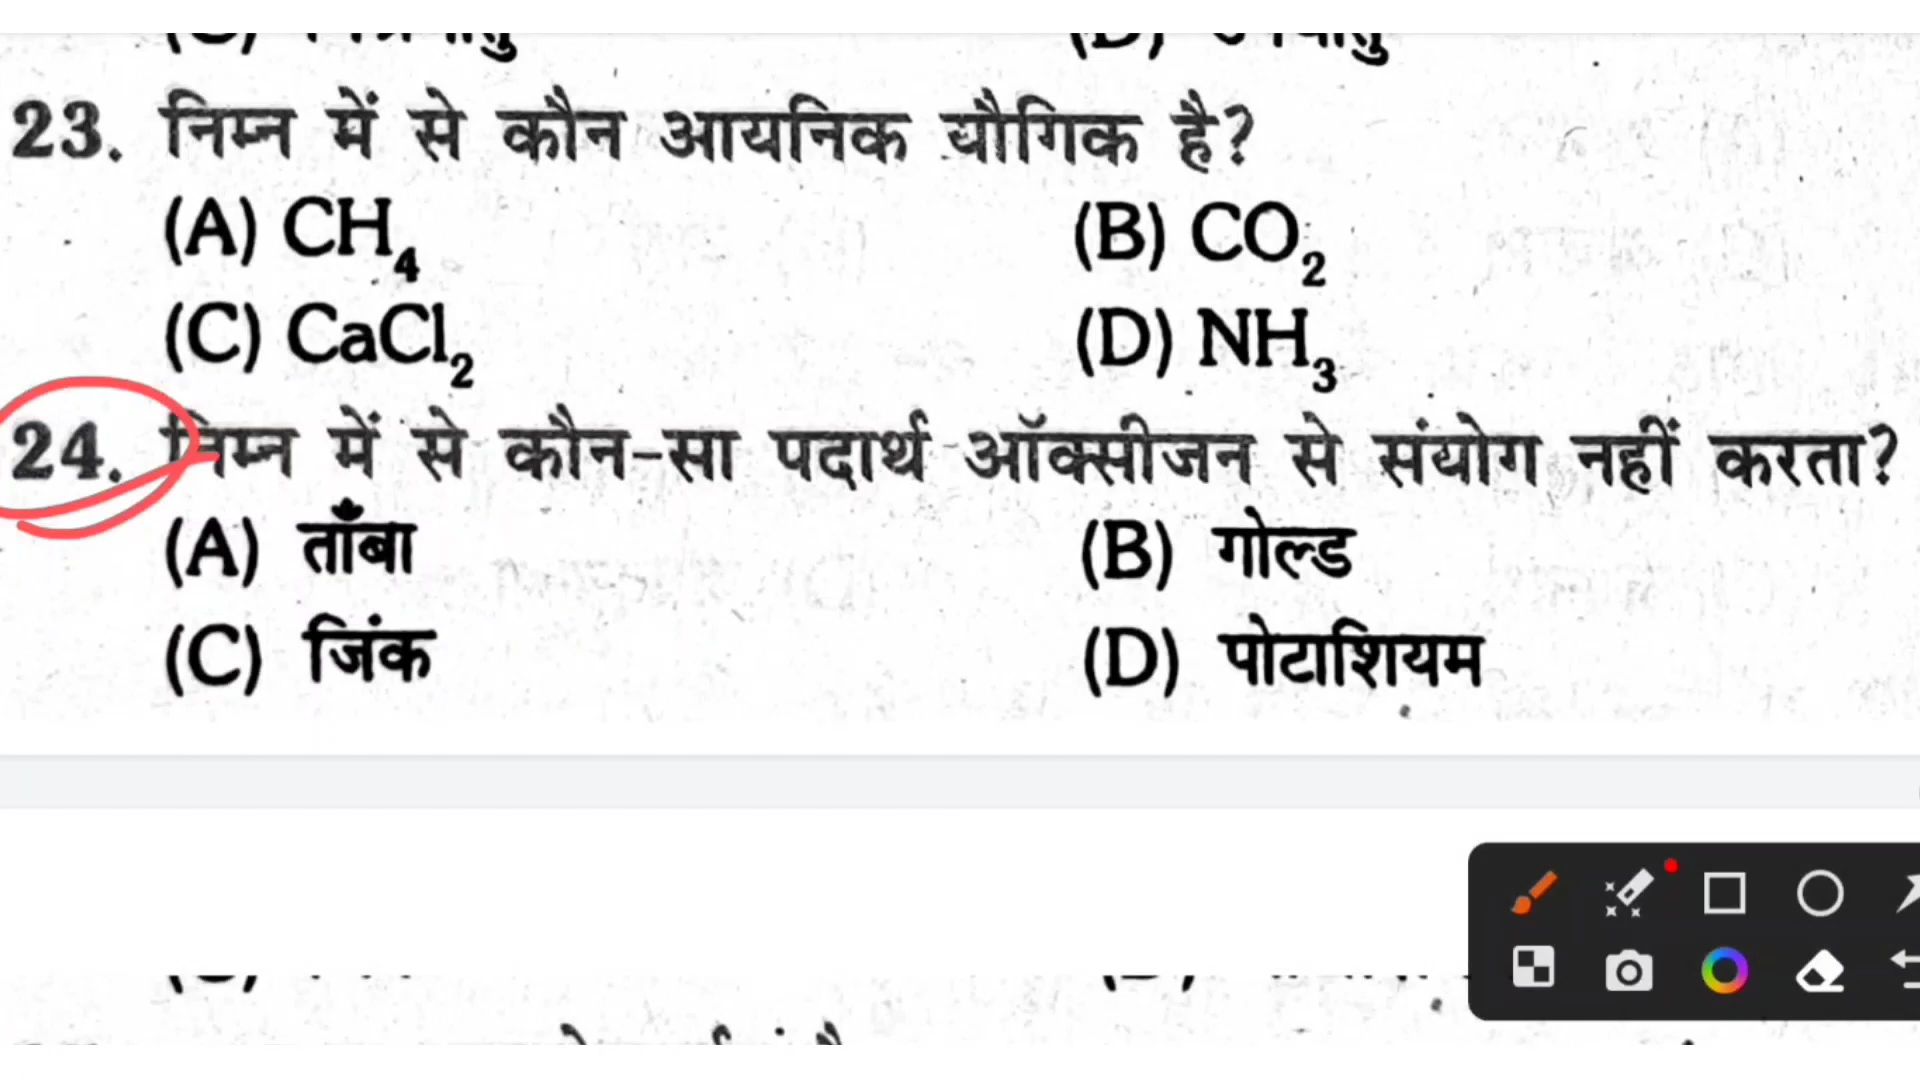 23. निम्न में से कौन आयनिक यौगिक है?
(A) CH₄ (B) CO₂
(C) CaCl₂ (D) NH₃
24. निम्न में से कौन-सा पदार्थ ऑक्सीजन से संयोग नहीं करता?
(A) ताँबा (B) गोल्ड
(C) जिंक (D) पोटाशियम